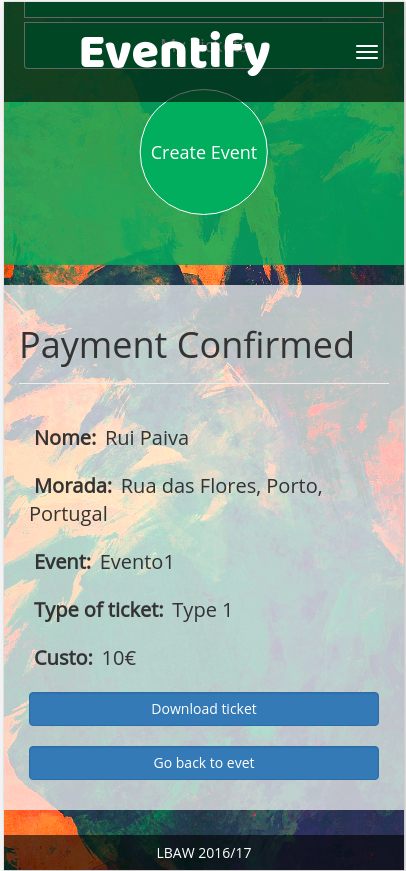 Eventify
Create Event
Payment Confirmed
Nome: Rui Paiva
Morada: Rua das Flores, Porto,
Portugal
Event: Evento1
Type of ticket: Type 1
Custo: 10€
Download ticket
Go back to evet
LBAW 2016/17